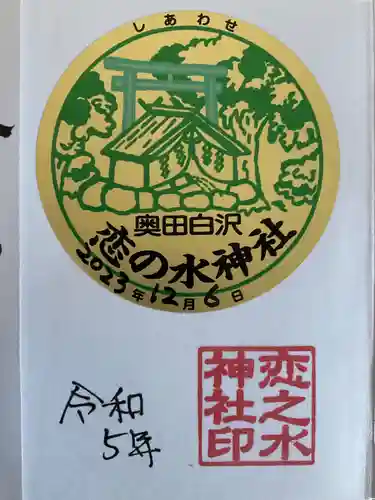 しあわせ
奥田白沢
恋の水神社
2023年12月6日
恋之水
神社印
令和
5年